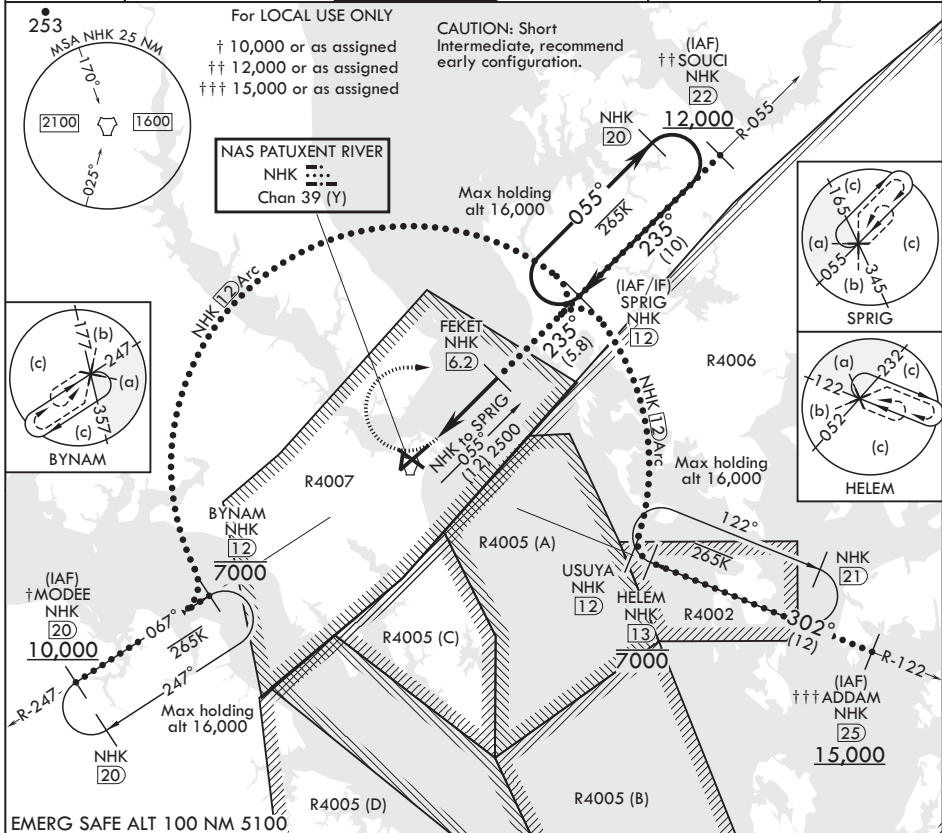 253
MSA NHK 25 NM
170°
2100
1600
025°
For LOCAL USE ONLY
† 10,000 or as assigned
†† 12,000 or as assigned
††† 15,000 or as assigned
CAUTION: Short
Intermediate, recommend
early configuration.
(IAF)
††SOUCI
NHK
22
12,000
R-055
NHK
20
NAS PATUXENT RIVER
NHK
Chan 39 (Y)
Max holding
alt 16,000
055°
265K
235°
(10)
(c)
165
(a)
(c)
055
(b)
345
SPRIG
NHK 12 Arc
(IAF/IF)
SPRIG
NHK
12
FEKET
NHK
6.2
235°
(5.8)
R4006
177
(b)
247
(c)
(a)
357
(c)
BYNAM
(a)
232
(c)
122
(b)
052
(c)
HELEM
NHK to SPRIG
055°
(12) 2500
NHK 12 Arc
Max holding
alt 16,000
R4007
BYNAM
NHK
12
7000
R4005 (A)
122°
265K
NHK
21
USUYA
NHK
12
HELEM
NHK
13
7000
R4002
302°
(12)
R-122
(IAF)
†MODEE
NHK
20
10,000
067°
265K
247°
R-247
Max holding
alt 16,000
NHK
20
R4005 (C)
(IAF)
†††ADDAM
NHK
25
15,000
R4005 (D)
R4005 (B)
EMERG SAFE ALT 100 NM 5100